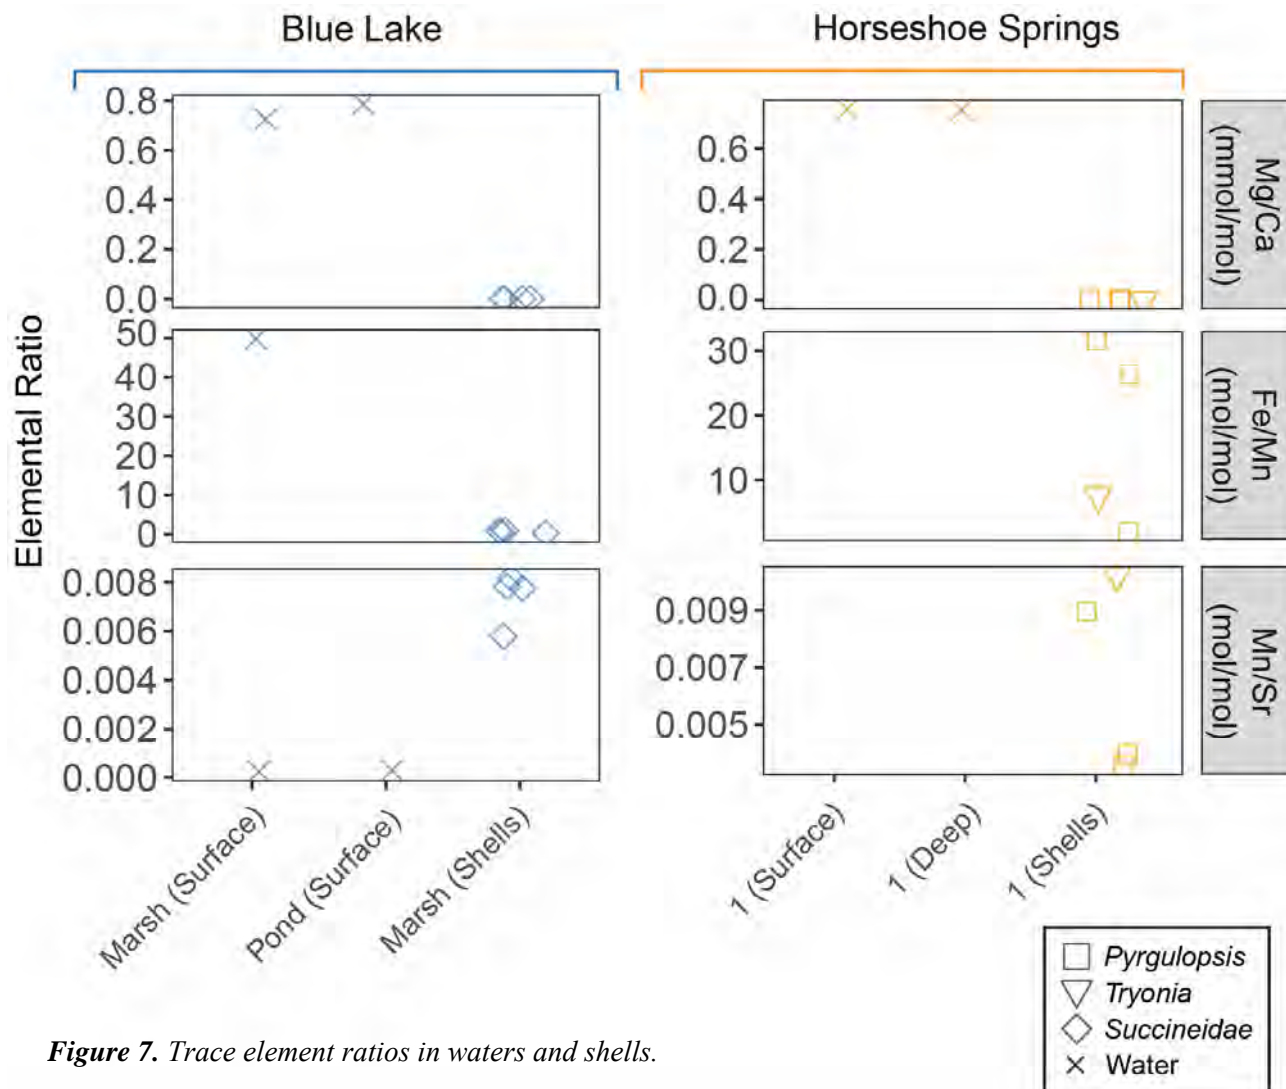 Blue Lake
Horseshoe Springs
Elemental Ratio
0.8
0.6
0.4
0.2
0.0
0.6
0.4
0.2
0.0
Mg/Ca
(mmol/mol)
50
40
30
20
10
0
30
20
10
Fe/Mn
(mol/mol)
0.008
0.006
0.004
0.002
0.000
0.009
0.007
0.005
Mn/Sr
(mol/mol)
Marsh (Surface)
Pond (Surface)
Marsh (Shells)
1 (Surface)
1 (Deep)
1 (Shells)
Pyrgulopsis
Tryonia
Succineidae
Water
Figure 7. Trace element ratios in waters and shells.